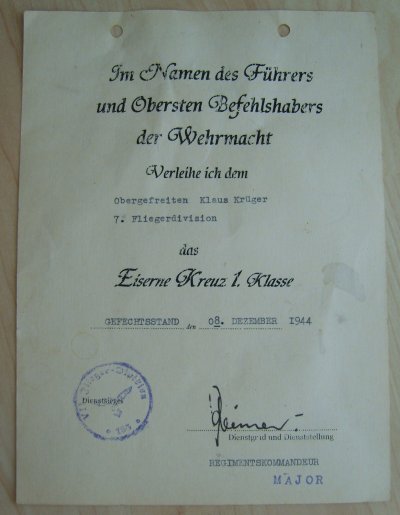 Im Namen des Führers
und Obersten Befehlshabers
der Wehrmacht
Verleihe ich dem
Obergefreiten Klaus Krüger
7. Fliegerdivision
das
Eiserne Kreuz 1. Klasse
GEFECHTSSTAND den 08. DEZEMBER 1944
Dienstsiegel
Dienstgrad und Dienststellung
REGIMENTSKOMMANDEUR
MAJOR